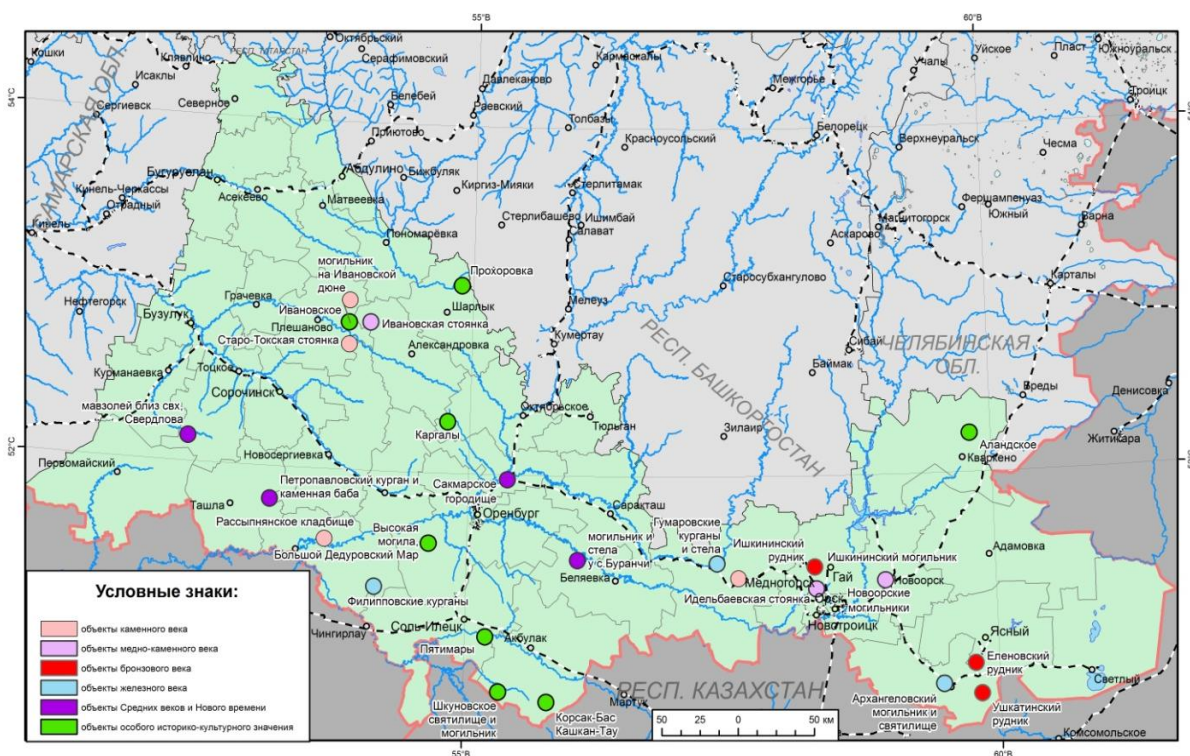 55°В
60°В
Октябрьский
Кошки
Клявлино
РЕСП. ТАТАРСТАН
Серафимовский
Кармаскалы
Учалы
Уйское
Пласт
Южноуральск
Исаклы
Давлеканово
Межгорье
Троицк
54°С
Сергиевск
Северное
Белебей
Раевский
Толбазы
Белорецк
САМАРСКАЯ ОБЛ.
Приютово
Красноусольский
Верхнеуральск
Чесма
Бугуруслан
Абдулино
Бижбуляк
Кинель-Черкассы
Отрадный
Асекеево
Матвеевка
Киргиз-Мияки
Стерлитамак
Фершампенуаз
Южный
Кинель
Стерлибашево
Ишимбай
Салават
Магнитогорск
Варна
Пономарёвка
Аскарово
могильник
на Ивановской
дюне
Прохоровка
Старосубхангулово
Карталы
Нефтегорск
Грачевка
Ивановское
Шарлык
Мелеуз
Бузулук
Плешаново
Ивановская стоянка
Старо-Токская стоянка
Александровка
Кумертау
Сибай
ЧЕЛЯБИНСКАЯ
ОБЛ.
РЕСП. БАШКОРТОСТАН
Курманаевка
Тоцкое
Баймак
Бреды
Денисовка
Сорочинск
мавзолей близ свх.
Свердлова
Октябрьское
Тюльган
Каргалы
Зилаир
Аландское
Житикара
52°С
Кваркено
Первомайский
Новосергиевка
Петропавловский курган и
каменная баба
Сакмарское
городище
Ташла
Оренбург
Саракташ
Рассыпнянское кладбище
Высокая
могила,
Большой Дедуровский Мар
Гумаровские
курганы
и стела
могильник и
стела
у с.Буранчи
Ишкининский
рудник
Ишкининский могильник
Адамовка
Беляевка
Медногорск
Гай
Новоорск
Идельбаевская стоянка
Орск
Новоорские
могильники
Филипповские курганы
Новотроицк
Чингирлау
Соль-Илецк
Акбулак
Ясный
Пятимары
Еленовский
рудник
Светлый
РЕСП. КАЗАХСТАН
Мартук
Архангеловский
могильник и
святилище
Ушкатинский
рудник
Шкуновское
святилище и
могильник
Корсак-Бас
Кашкан-Тау
Комсомольское
50 25 0 50 км
55°В
60°В
Условные знаки:
объекты каменного века
объекты медно-каменного века
объекты бронзового века
объекты железного века
объекты Средних веков и Нового времени
объекты особого историко-культурного значения